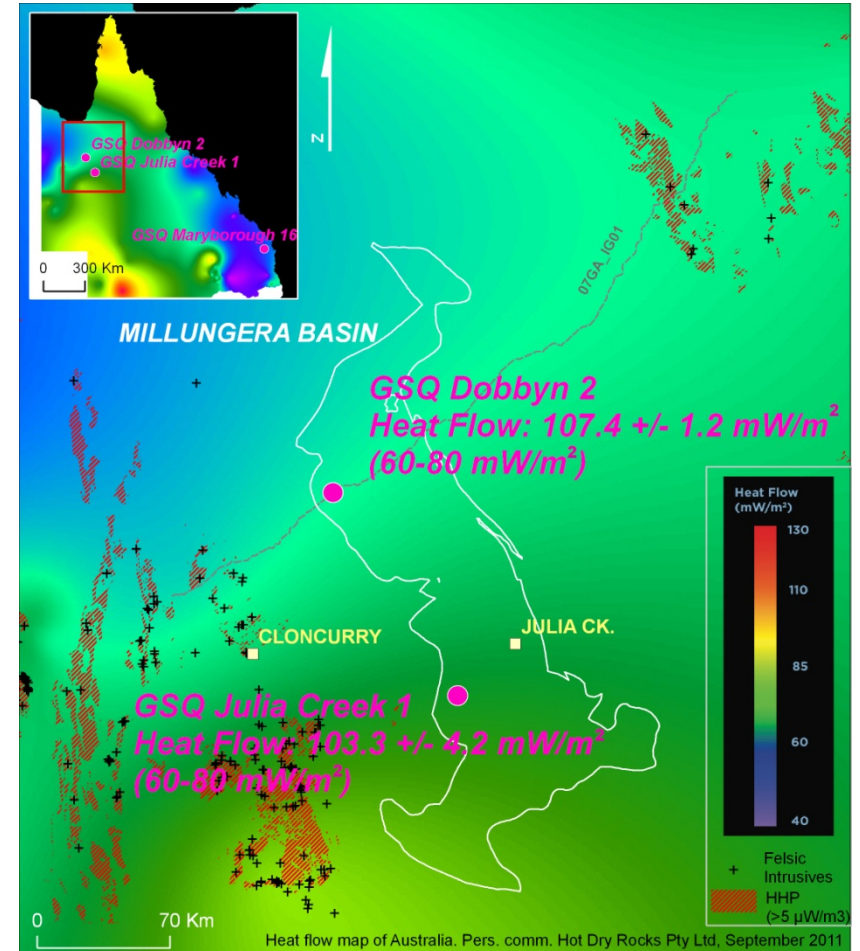 GSQ Dobbyn 2
GSQ Julia Creek 1
GSQ Maryborough 16
0 300 Km
N
07GA_IG01
MILLUNGERA BASIN
GSQ Dobbyn 2
Heat Flow: 107.4 +/- 1.2 mW/m²
(60-80 mW/m²)
CLONCURRY
JULIA CK.
GSQ Julia Creek 1
Heat Flow: 103.3 +/- 4.2 mW/m²
(60-80 mW/m²)
Heat Flow
(mW/m²)
130
110
85
60
40
Felsic
Intrusives
HHP
(>5 µW/m3)
0 70 Km
Heat flow map of Australia. Pers. comm. Hot Dry Rocks Pty Ltd, September 2011